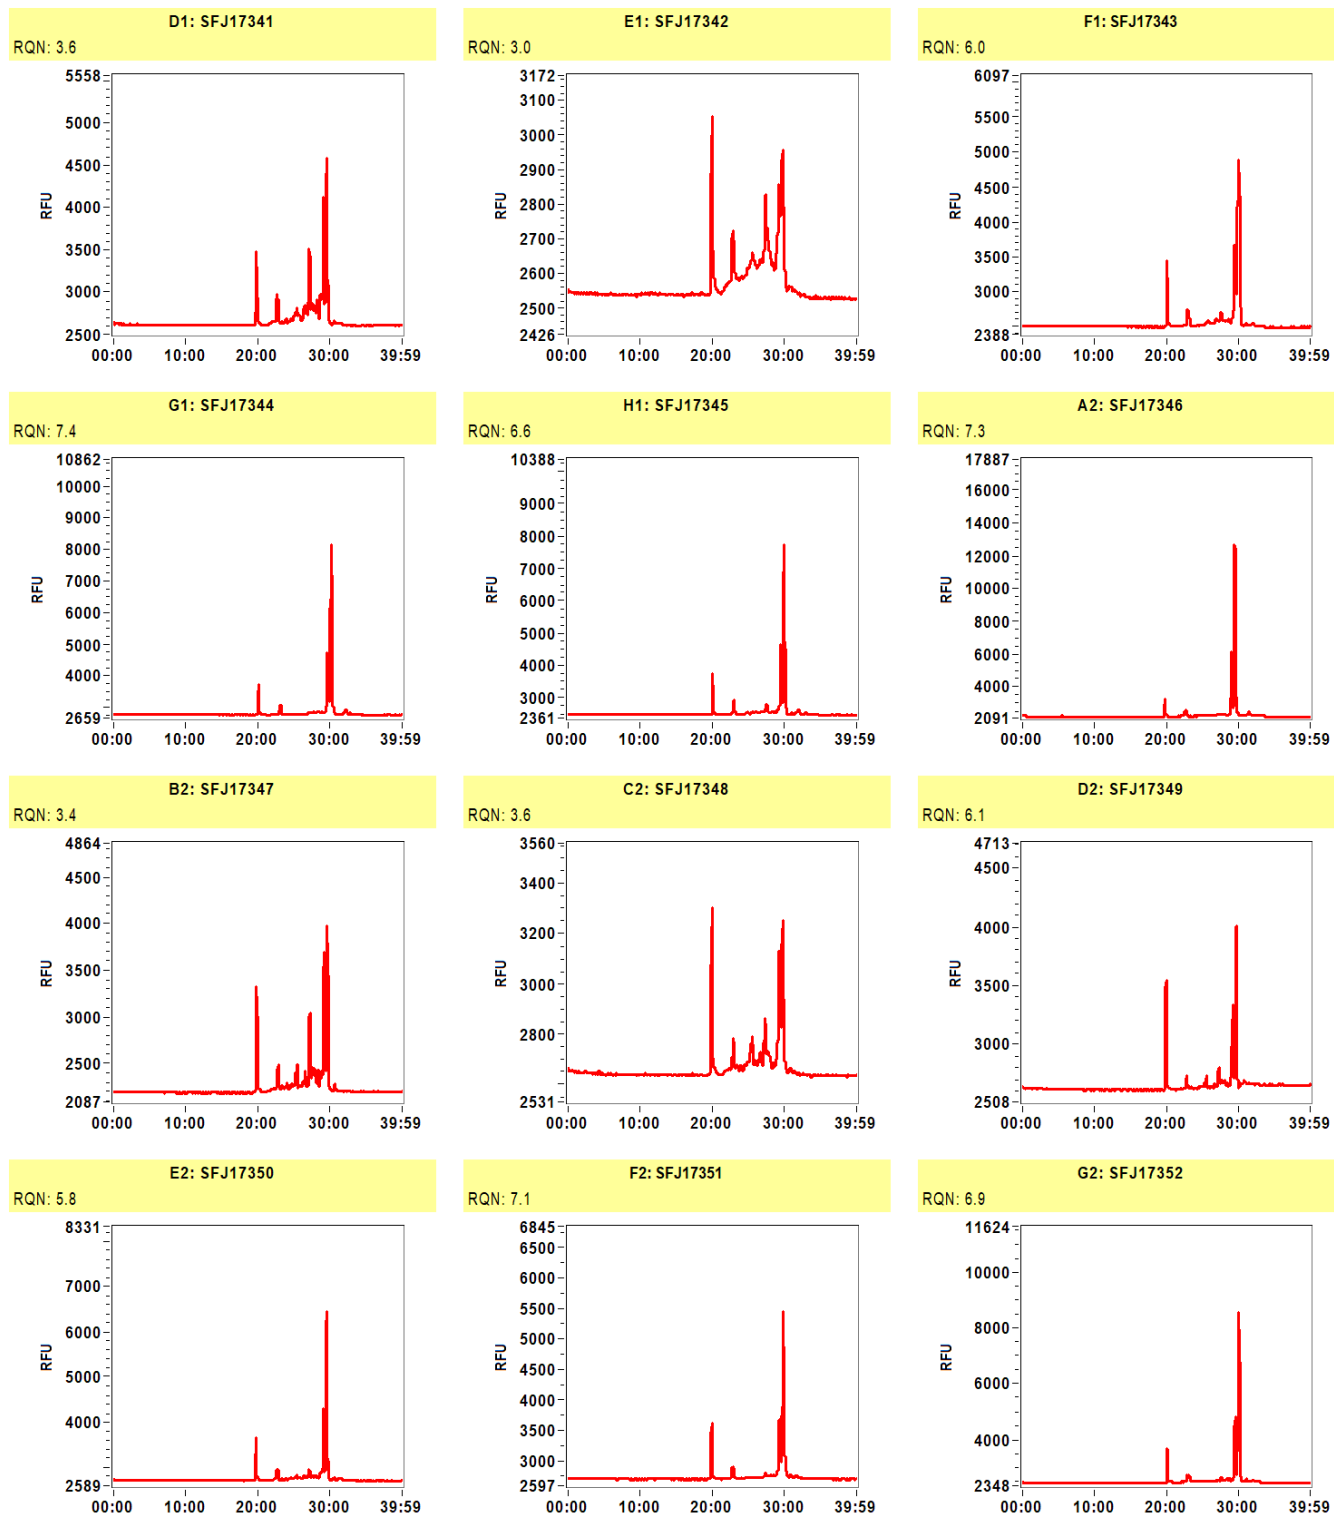 D1: SFJ17341
RQN: 3.6
5558
5000
4500
4000
3500
3000
2500
RFU
00:00 10:00 20:00 30:00 39:59
E1: SFJ17342
RQN: 3.0
3172
3100
3000
2900
2800
2700
2600
2500
2426
RFU
00:00 10:00 20:00 30:00 39:59
F1: SFJ17343
RQN: 6.0
6097
5500
5000
4500
4000
3500
3000
2388
RFU
00:00 10:00 20:00 30:00 39:59
G1: SFJ17344
RQN: 7.4
10862
10000
9000
8000
7000
6000
5000
4000
2659
RFU
00:00 10:00 20:00 30:00 39:59
H1: SFJ17345
RQN: 6.6
10388
9000
8000
7000
6000
5000
4000
3000
2361
RFU
00:00 10:00 20:00 30:00 39:59
A2: SFJ17346
RQN: 7.3
17887
16000
14000
12000
10000
8000
6000
4000
2091
RFU
00:00 10:00 20:00 30:00 39:59
B2: SFJ17347
RQN: 3.4
4864
4500
4000
3500
3000
2500
2087
RFU
00:00 10:00 20:00 30:00 39:59
C2: SFJ17348
RQN: 3.6
3560
3400
3200
3000
2800
2531
RFU
00:00 10:00 20:00 30:00 39:59
D2: SFJ17349
RQN: 6.1
4713
4500
4000
3500
3000
2508
RFU
00:00 10:00 20:00 30:00 39:59
E2: SFJ17350
RQN: 5.8
8331
7000
6000
5000
4000
2589
RFU
00:00 10:00 20:00 30:00 39:59
F2: SFJ17351
RQN: 7.1
6845
6500
6000
5500
5000
4500
4000
3500
3000
2597
RFU
00:00 10:00 20:00 30:00 39:59
G2: SFJ17352
RQN: 6.9
11624
10000
8000
6000
4000
2348
RFU
00:00 10:00 20:00 30:00 39:59